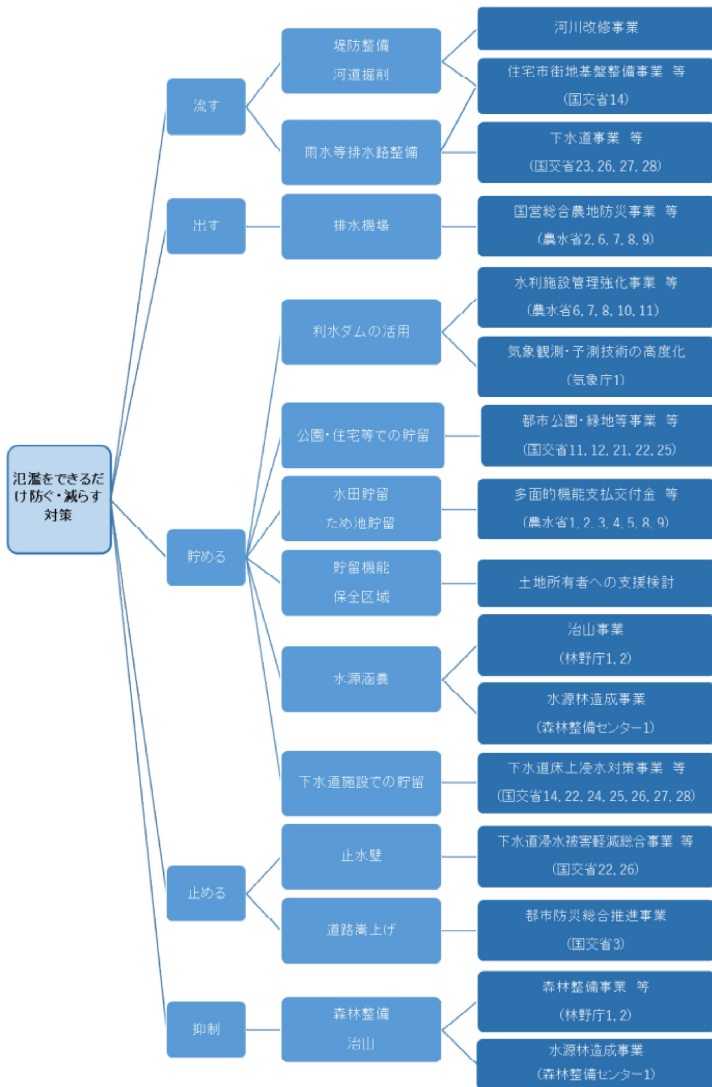 氾濫をできるだ
け防ぐ・減らす
対策
流す
堤防整備
河道掘削
河川改修事業
住宅市街地基盤整備事業 等
(国交省14)
雨水等排水路整備
下水道事業 等
(国交省23, 26, 27, 28)
出す
排水機場
国営総合農地防災事業 等
(農水省2, 6, 7, 8, 9)
貯める
利水ダムの活用
水利施設管理強化事業 等
(農水省6, 7, 8, 10, 11)
気象観測・予測技術の高度化
(気象庁1)
公園・住宅等での貯留
都市公園・緑地等事業 等
(国交省11, 12, 21, 22, 25)
水田貯留
ため池貯留
多面的機能支払交付金 等
(農水省1, 2, 3, 4, 5, 8, 9)
貯留機能
保全区域
土地所有者への支援検討
水源涵養
治山事業
(林野庁1, 2)
水源林造成事業
(森林整備センター1)
下水道施設での貯留
下水道床上浸水対策事業 等
(国交省14, 22, 24, 25, 26, 27, 28)
止める
止水壁
下水道浸水被害軽減総合事業 等
(国交省22, 26)
道路嵩上げ
都市防災総合推進事業
(国交省3)
抑制
森林整備
治山
森林整備事業 等
(林野庁1, 2)
水源林造成事業
(森林整備センター1)